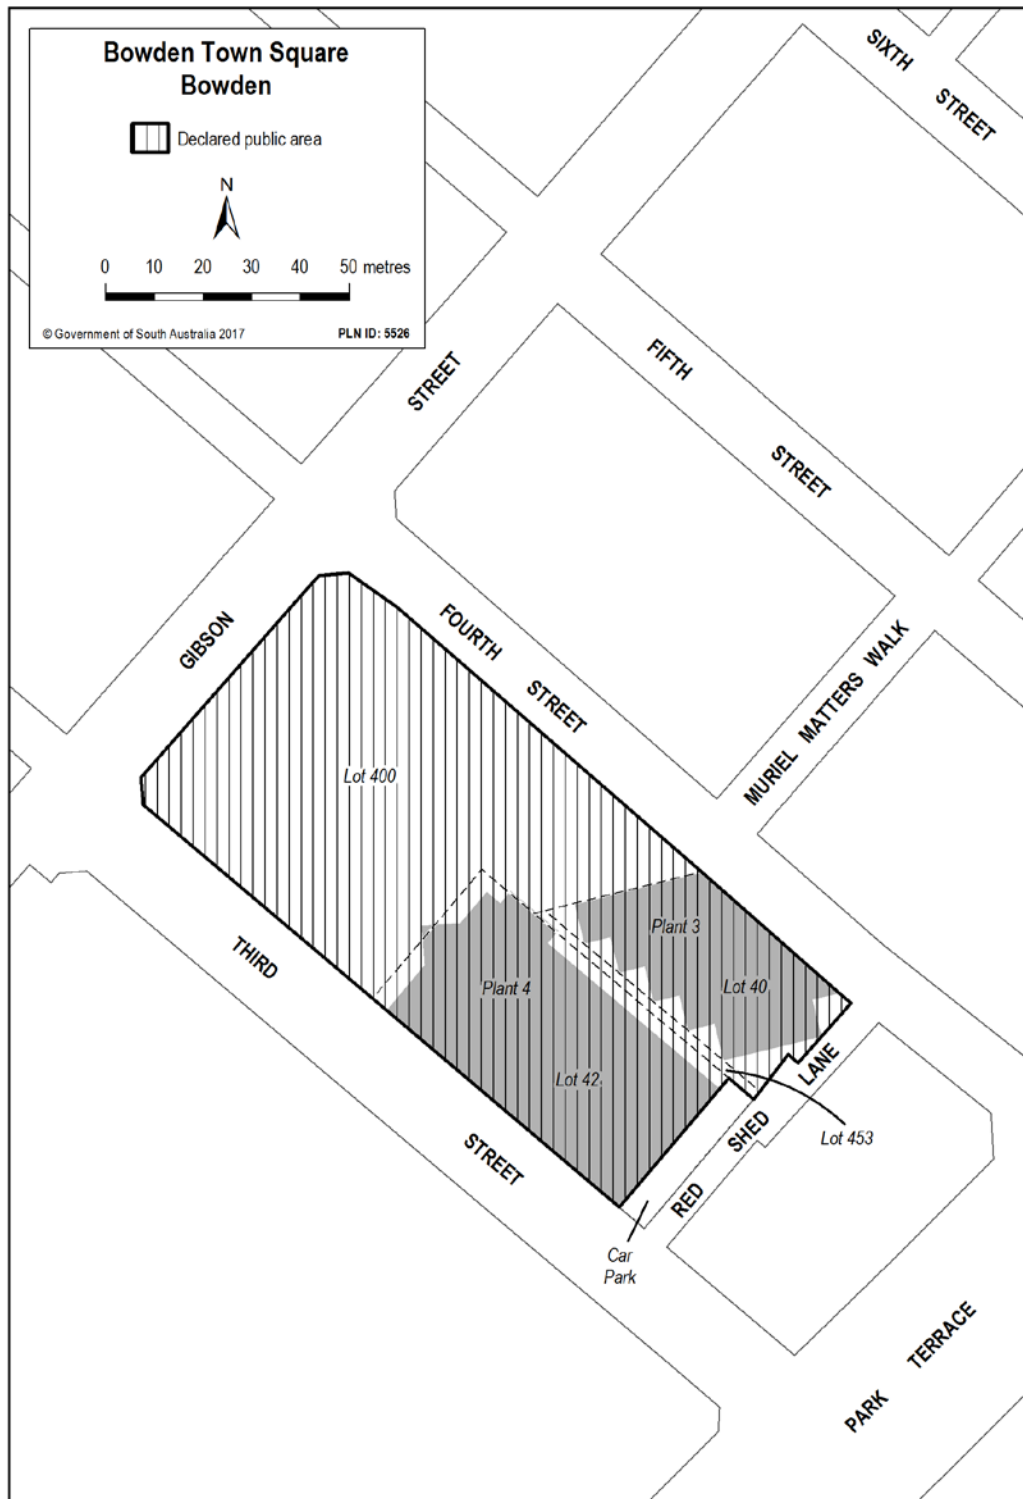 Bowden Town Square
Bowden
Declared public area
N
0 10 20 30 40 50 metres
© Government of South Australia 2017 PLN ID: 5526
SIXTH
STREET
STREET
FIFTH
STREET
GIBSON
FOURTH
STREET
MURIEL MATTERS WALK
Lot 400
Plant 3
THIRD
Plant 4
Lot 40
Lot 42
LANE
SHED
Lot 453
STREET
RED
Car
Park
TERRACE
PARK